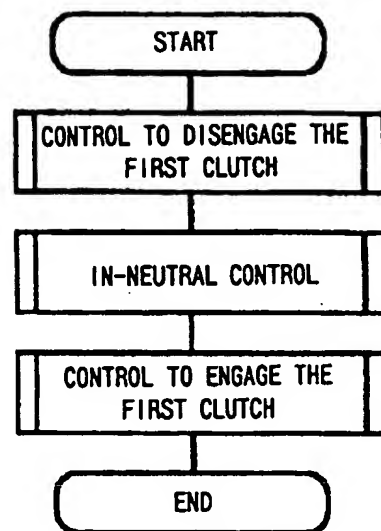 START
CONTROL TO DISENGAGE THE
FIRST CLUTCH
IN-NEUTRAL CONTROL
CONTROL TO ENGAGE THE
FIRST CLUTCH
END